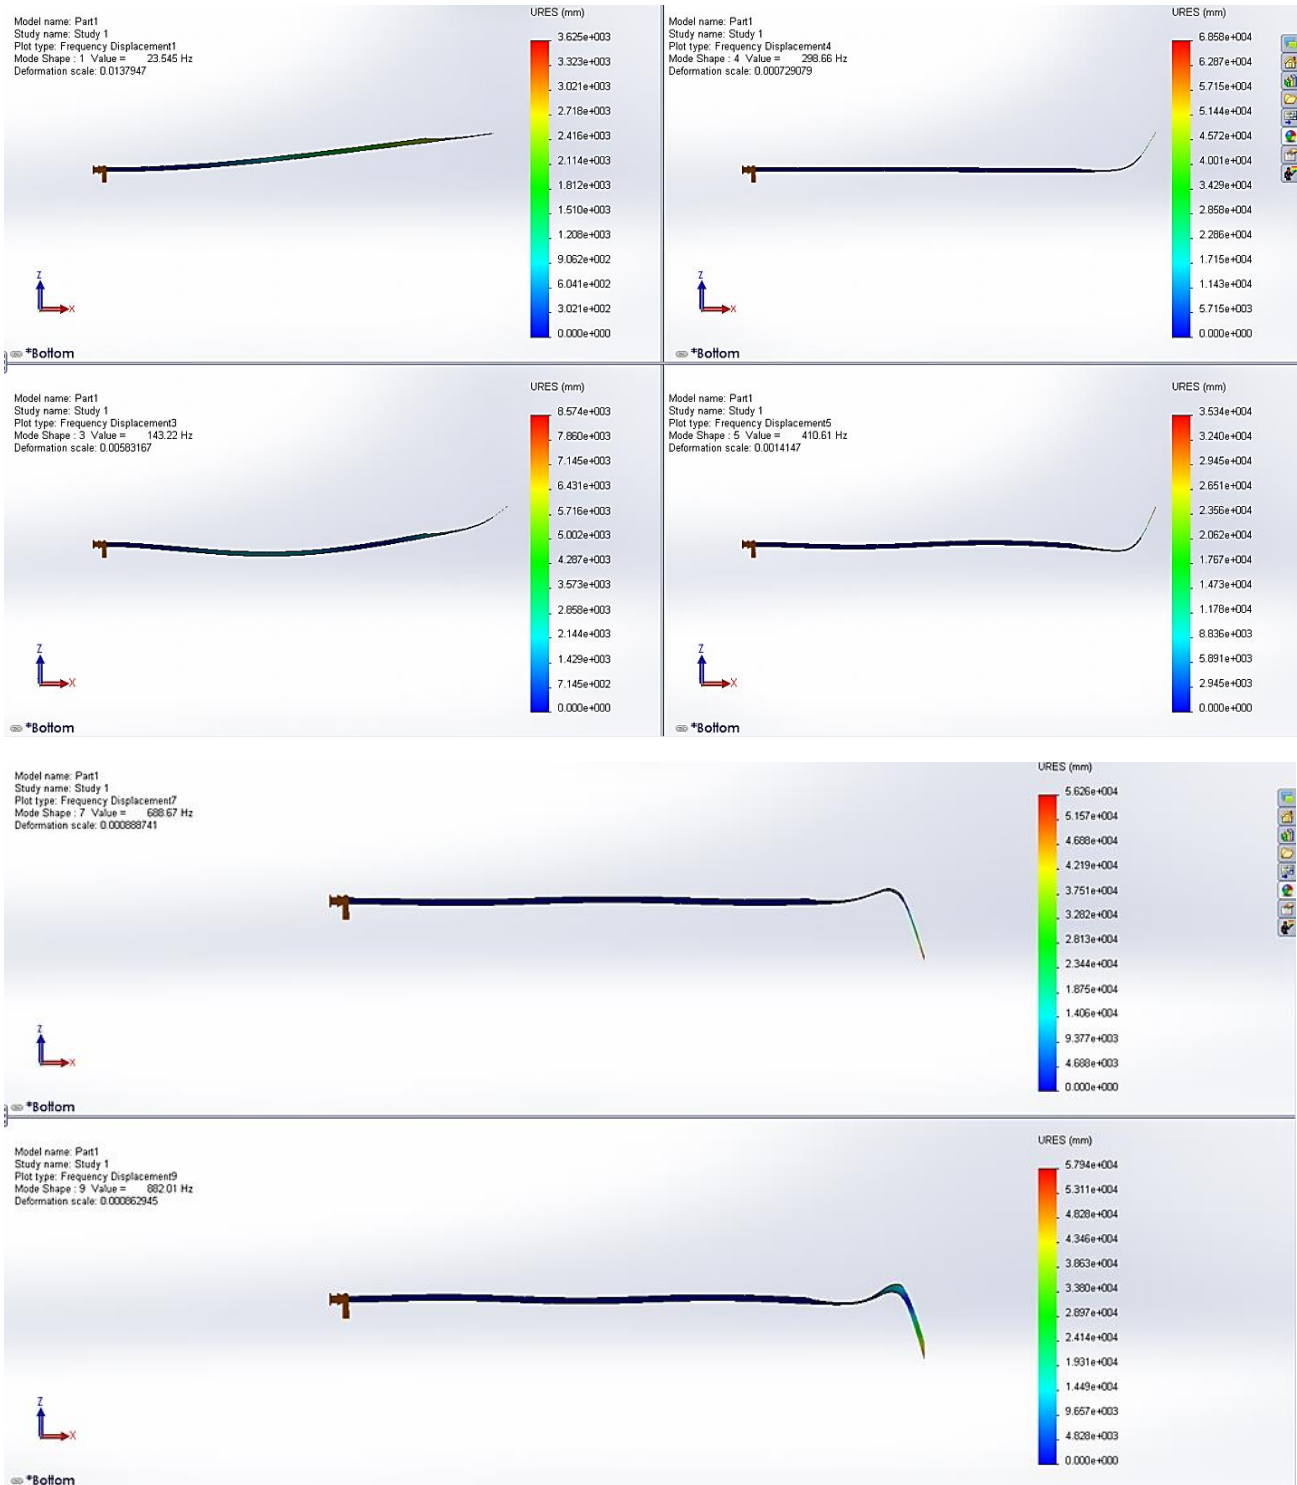 Model name: Part1
Study name: Study 1
Plot type: Frequency Displacement1
Mode Shape : 1 Value = 23.545 Hz
Deformation scale: 0.0137947
URES (mm)
3.625e+003
3.323e+003
3.021e+003
2.718e+003
2.416e+003
2.114e+003
1.812e+003
1.510e+003
1.208e+003
9.062e+002
6.041e+002
3.021e+002
0.000e+000
Z
X
*Bottom
Model name: Part1
Study name: Study 1
Plot type: Frequency Displacement4
Mode Shape : 4 Value = 298.66 Hz
Deformation scale: 0.000729079
URES (mm)
6.858e+004
6.287e+004
5.715e+004
5.144e+004
4.572e+004
4.001e+004
3.429e+004
2.858e+004
2.286e+004
1.715e+004
1.143e+004
5.715e+003
0.000e+000
Z
X
*Bottom
Model name: Part1
Study name: Study 1
Plot type: Frequency Displacement3
Mode Shape : 3 Value = 143.22 Hz
Deformation scale: 0.00583167
URES (mm)
8.574e+003
7.860e+003
7.145e+003
6.431e+003
5.716e+003
5.002e+003
4.287e+003
3.573e+003
2.858e+003
2.144e+003
1.429e+003
7.145e+002
0.000e+000
Z
X
*Bottom
Model name: Part1
Study name: Study 1
Plot type: Frequency Displacement5
Mode Shape : 5 Value = 410.61 Hz
Deformation scale: 0.0014147
URES (mm)
3.534e+004
3.240e+004
2.945e+004
2.651e+004
2.356e+004
2.062e+004
1.767e+004
1.473e+004
1.178e+004
8.836e+003
5.891e+003
2.945e+003
0.000e+000
Z
X
*Bottom
Model name: Part1
Study name: Study 1
Plot type: Frequency Displacement7
Mode Shape : 7 Value = 688.67 Hz
Deformation scale: 0.000888741
URES (mm)
5.626e+004
5.157e+004
4.688e+004
4.219e+004
3.751e+004
3.282e+004
2.813e+004
2.344e+004
1.875e+004
1.406e+004
9.377e+003
4.688e+003
0.000e+000
Z
X
*Bottom
Model name: Part1
Study name: Study 1
Plot type: Frequency Displacement9
Mode Shape : 9 Value = 882.01 Hz
Deformation scale: 0.000862945
URES (mm)
5.794e+004
5.311e+004
4.828e+004
4.346e+004
3.863e+004
3.380e+004
2.897e+004
2.414e+004
1.931e+004
1.449e+004
9.657e+003
4.828e+003
0.000e+000
Z
X
*Bottom